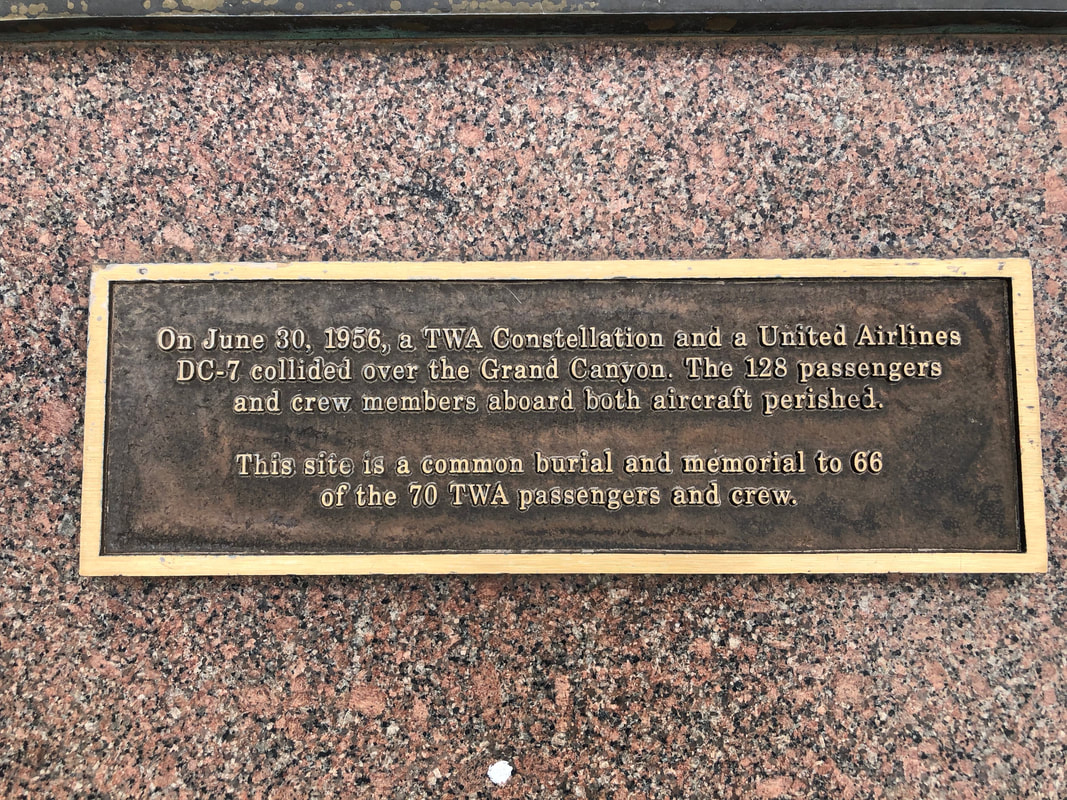 On June 30, 1956, a TWA Constellation and a United Airlines
DC-7 collided over the Grand Canyon. The 128 passengers
and crew members aboard both aircraft perished.
This site is a common burial and memorial to 66
of the 70 TWA passengers and crew.